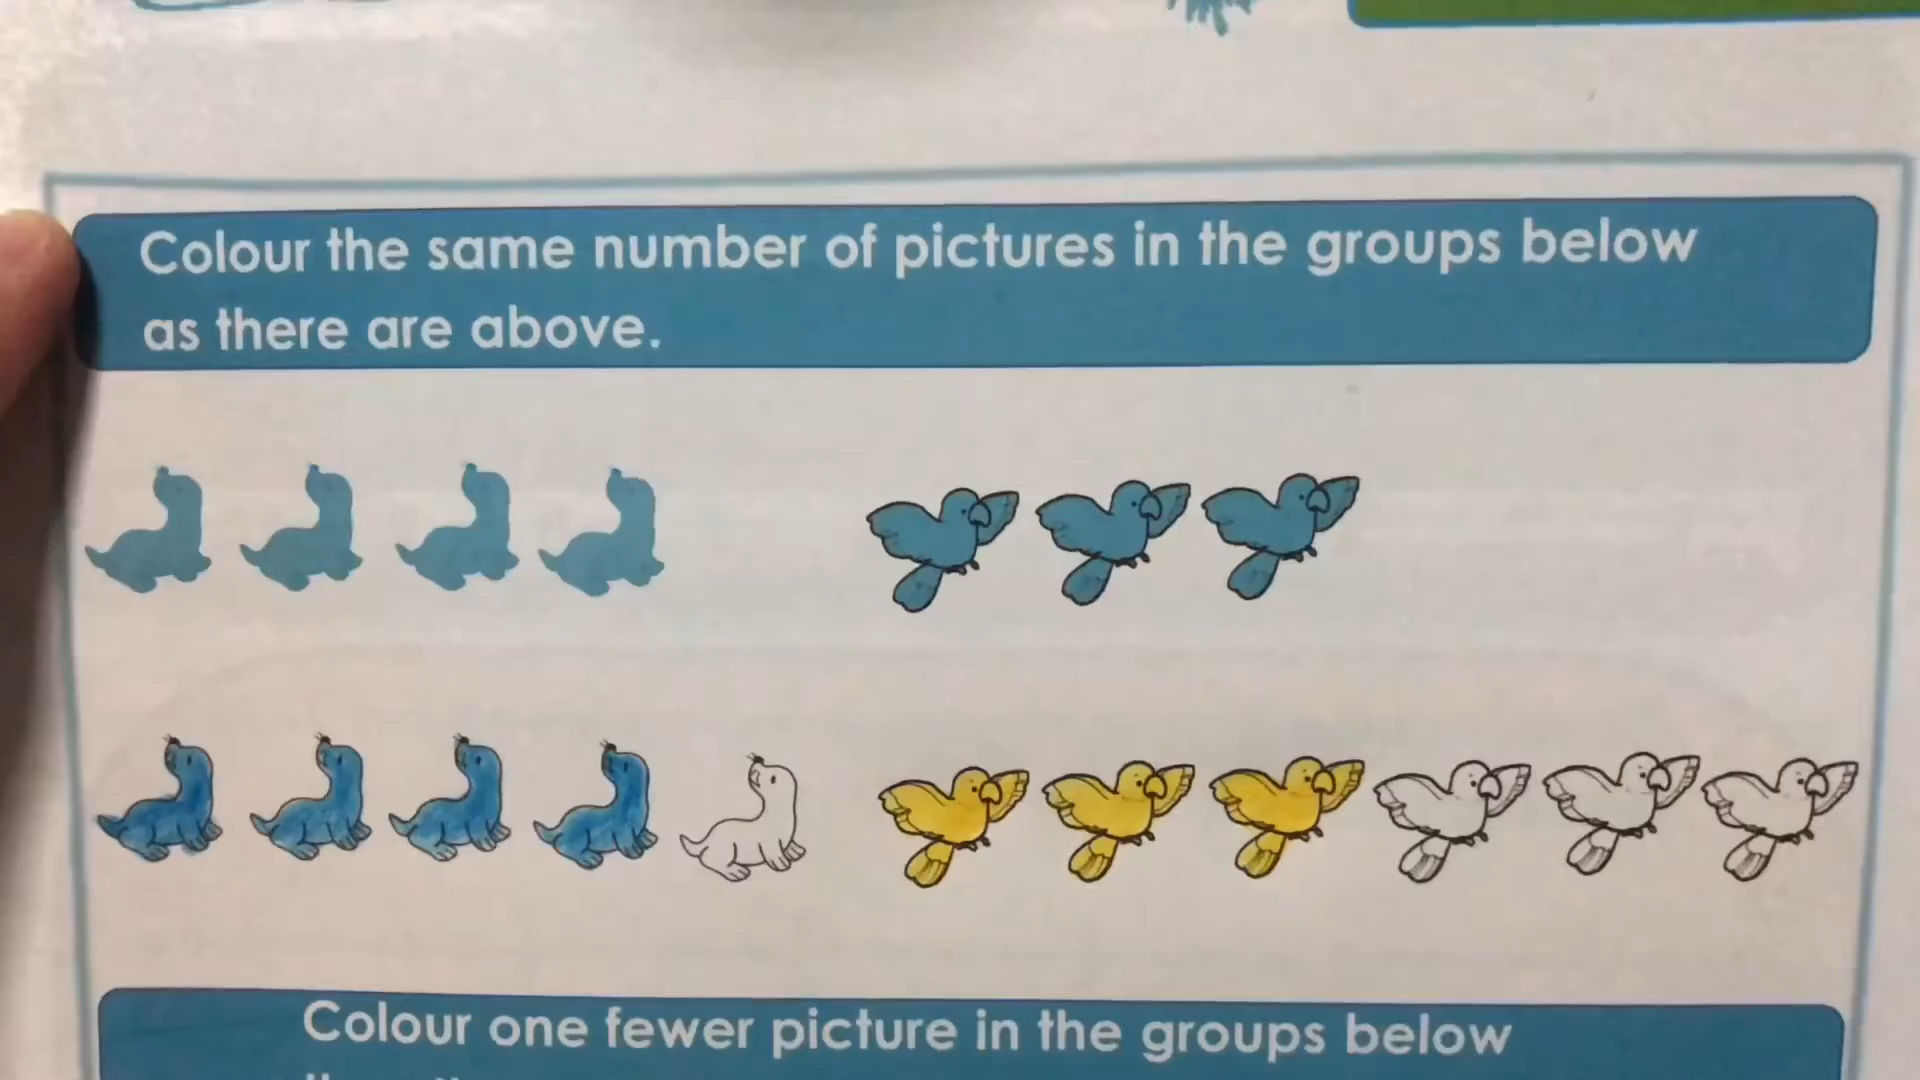 Colour the same number of pictures in the groups below
as there are above.
Colour one fewer picture in the groups below